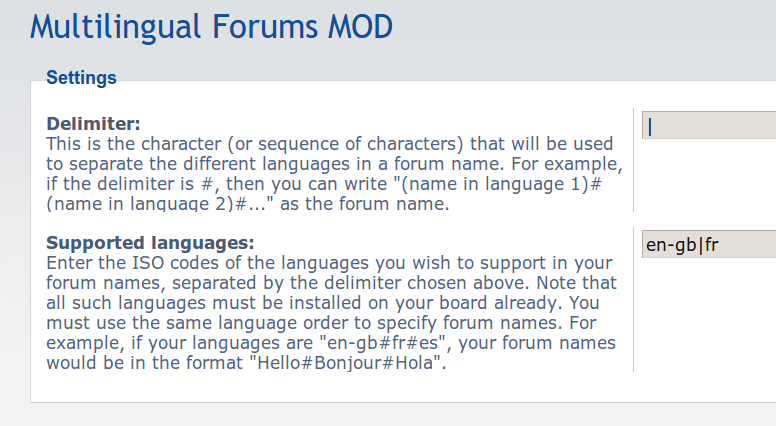 Multilingual Forums MOD
Settings
Delimiter:
This is the character (or sequence of characters) that will be used
to separate the different languages in a forum name. For example,
if the delimiter is #, then you can write "(name in language 1)#
(name in language 2)#..." as the forum name.
|
Supported languages:
Enter the ISO codes of the languages you wish to support in your
forum names, separated by the delimiter chosen above. Note that
all such languages must be installed on your board already. You
must use the same language order to specify forum names. For
example, if your languages are "en-gb#fr#es", your forum names
would be in the format "Hello#Bonjour#Hola".
en-gb|fr